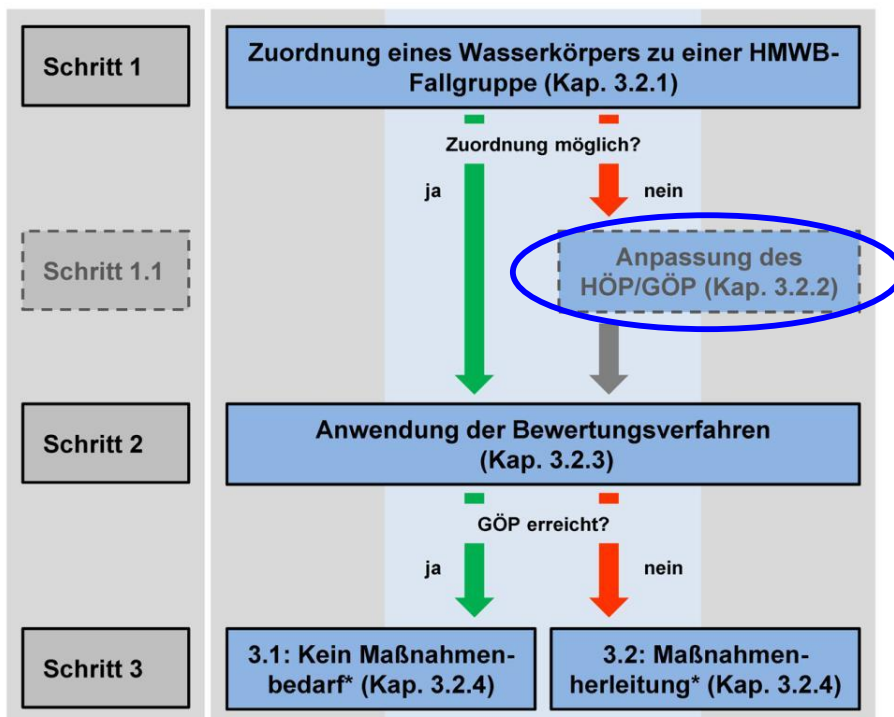 Schritt 1
Zuordnung eines Wasserkörpers zu einer HMWB-
Fallgruppe (Kap. 3.2.1)
Zuordnung möglich?
ja
nein
Schritt 1.1
Anpassung des
HÖP/GÖP (Kap. 3.2.2)
Schritt 2
Anwendung der Bewertungsverfahren
(Kap. 3.2.3)
GÖP erreicht?
ja
nein
Schritt 3
3.1: Kein Maßnahmen-
bedarf* (Kap. 3.2.4)
3.2: Maßnahmen-
herleitung* (Kap. 3.2.4)